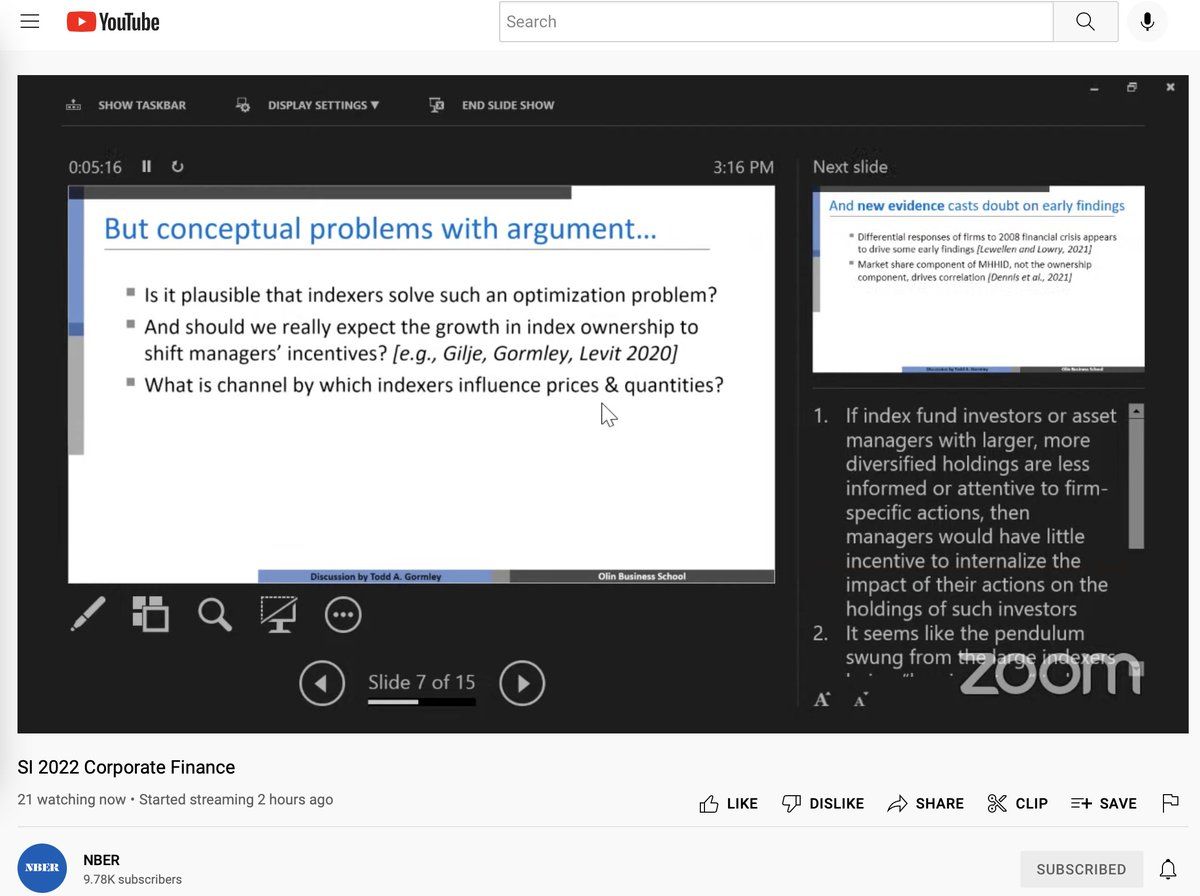 YouTube
Search
SHOW TASKBAR
DISPLAY SETTINGS ▼
END SLIDE SHOW
0:05:16
3:16 PM
Next slide
But conceptual problems with argument...
▪ Is it plausible that indexers solve such an optimization problem?
▪ And should we really expect the growth in index ownership to
shift managers' incentives? [e.g., Gilje, Gormley, Levit 2020]
▪ What is channel by which indexers influence prices & quantities?
Discussion by Todd A. Gormley
Olin Business School
And new evidence casts doubt on early findings
▪ Differential responses of firms to 2008 financial crisis appears
to drive some early findings [Lewellen and Lowry, 2021]
▪ Market share component of MHHID, not the ownership
component, drives correlation [Dennis et al., 2021]
Discussion by Todd A. Gormley
Olin Business School
1. If index fund investors or asset
managers with larger, more
diversified holdings are less
informed or attentive to firm-
specific actions, then
managers would have little
incentive to internalize the
impact of their actions on the
holdings of such investors
2. It seems like the pendulum
swung from the large indexers
zoom
Slide 7 of 15
A A
SI 2022 Corporate Finance
21 watching now • Started streaming 2 hours ago
LIKE
DISLIKE
SHARE
CLIP
SAVE
NBER
NBER
9.78K subscribers
SUBSCRIBED